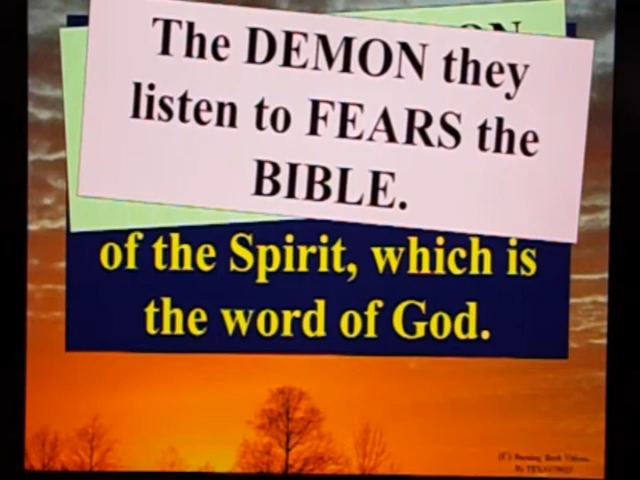 The DEMON they
listen to FEARS the
BIBLE.
of the Spirit, which is
the word of God.